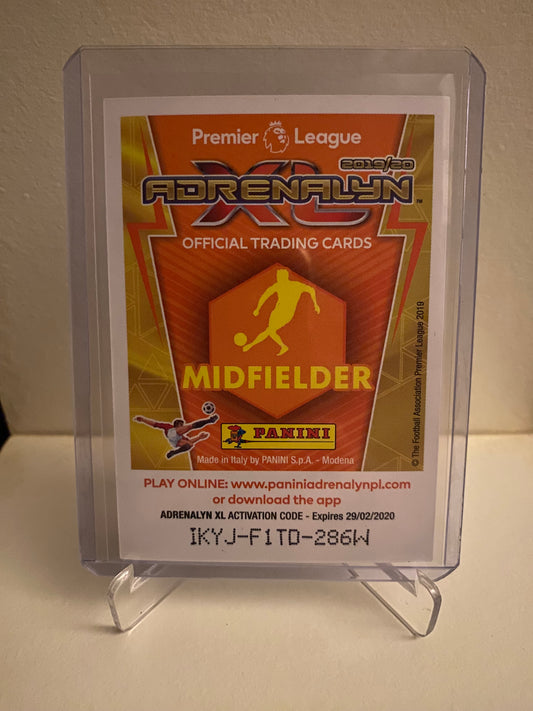 Premier League
2019/20
ADRENALYN XL™
OFFICIAL TRADING CARDS
MIDFIELDER
PANINI
Made in Italy by PANINI S.p.A. - Modena
© The Football Association Premier League 2019
PLAY ONLINE: www.paniniadrenalynpl.com
or download the app
ADRENALYN XL ACTIVATION CODE - Expires 29/02/2020
IKYJ-F1TD-286W